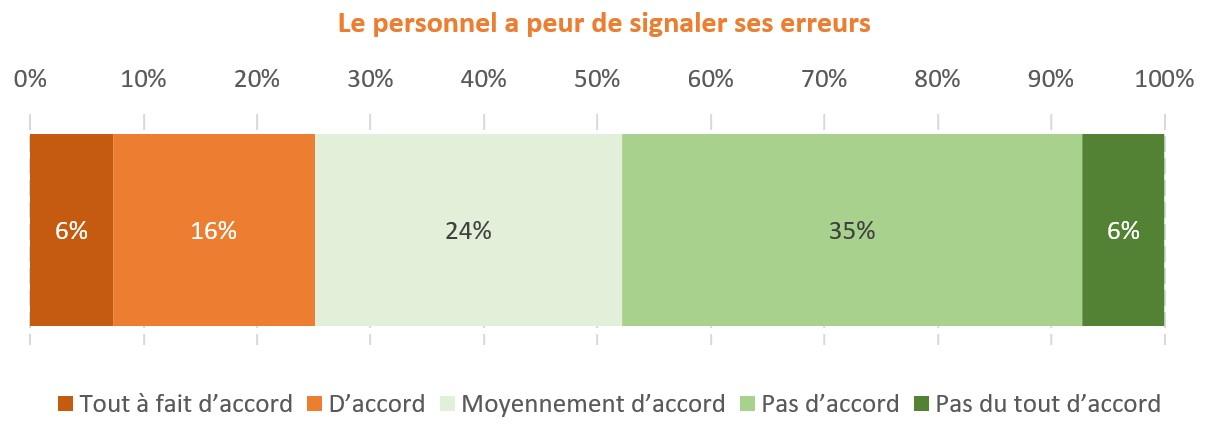 Le personnel a peur de signaler ses erreurs
0% 10% 20% 30% 40% 50% 60% 70% 80% 90% 100%
6% 16% 24% 35% 6%
Tout à fait d’accord D’accord Moyennement d’accord Pas d’accord Pas du tout d’accord